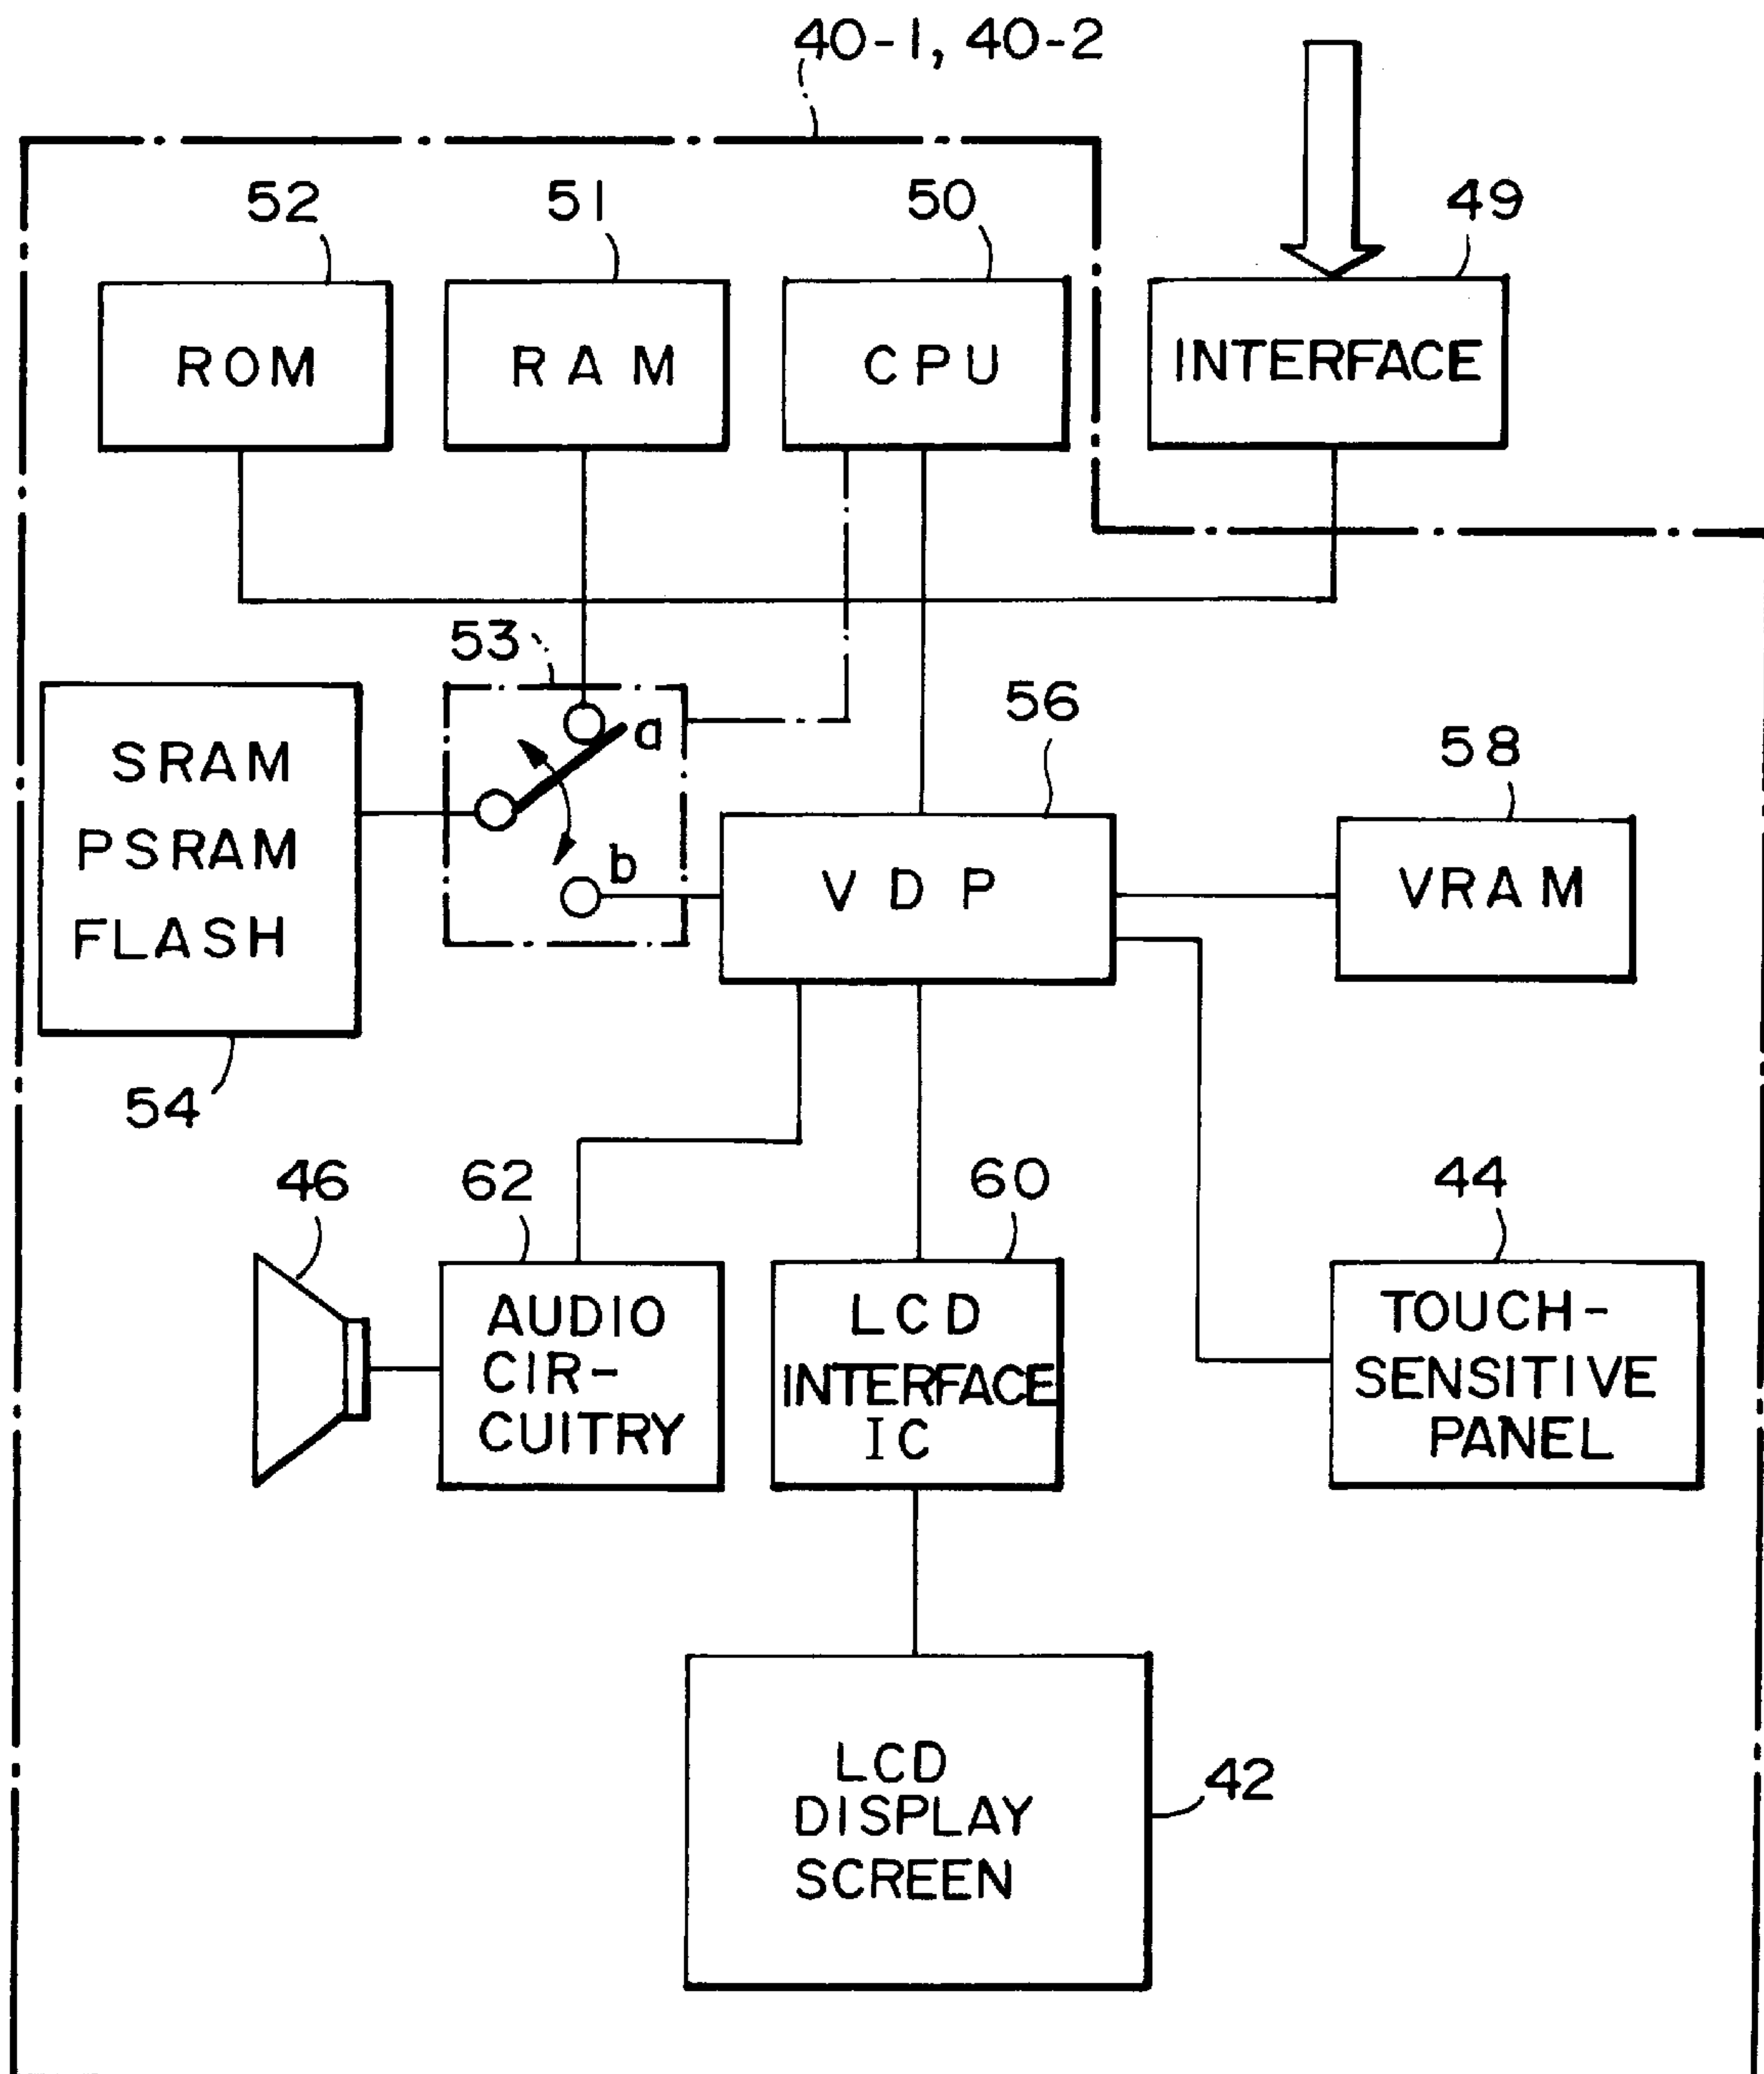 40-1, 40-2
52
51
50
49
ROM
RAM
CPU
INTERFACE
53
a
b
56
58
SRAM
PSRAM
FLASH
VDP
VRAM
54
46
62
60
44
AUDIO
CIR-
CUITRY
LCD
INTERFACE
IC
TOUCH-
SENSITIVE
PANEL
LCD
DISPLAY
SCREEN
42